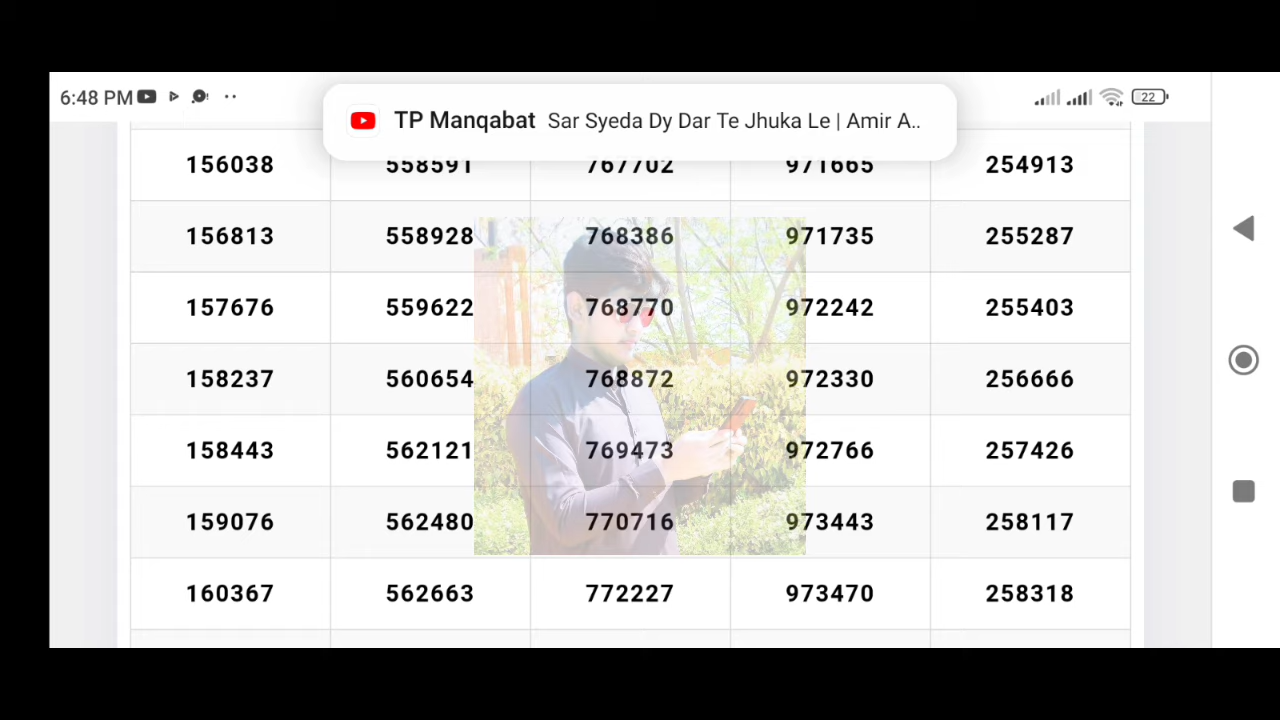 6:48 PM
22
TP Manqabat Sar Syeda Dy Dar Te Jhuka Le | Amir A..
156038 558591 767702 971665 254913
156813 558928 768386 971735 255287
157676 559622 768770 972242 255403
158237 560654 768872 972330 256666
158443 562121 769473 972766 257426
159076 562480 770716 973443 258117
160367 562663 772227 973470 258318